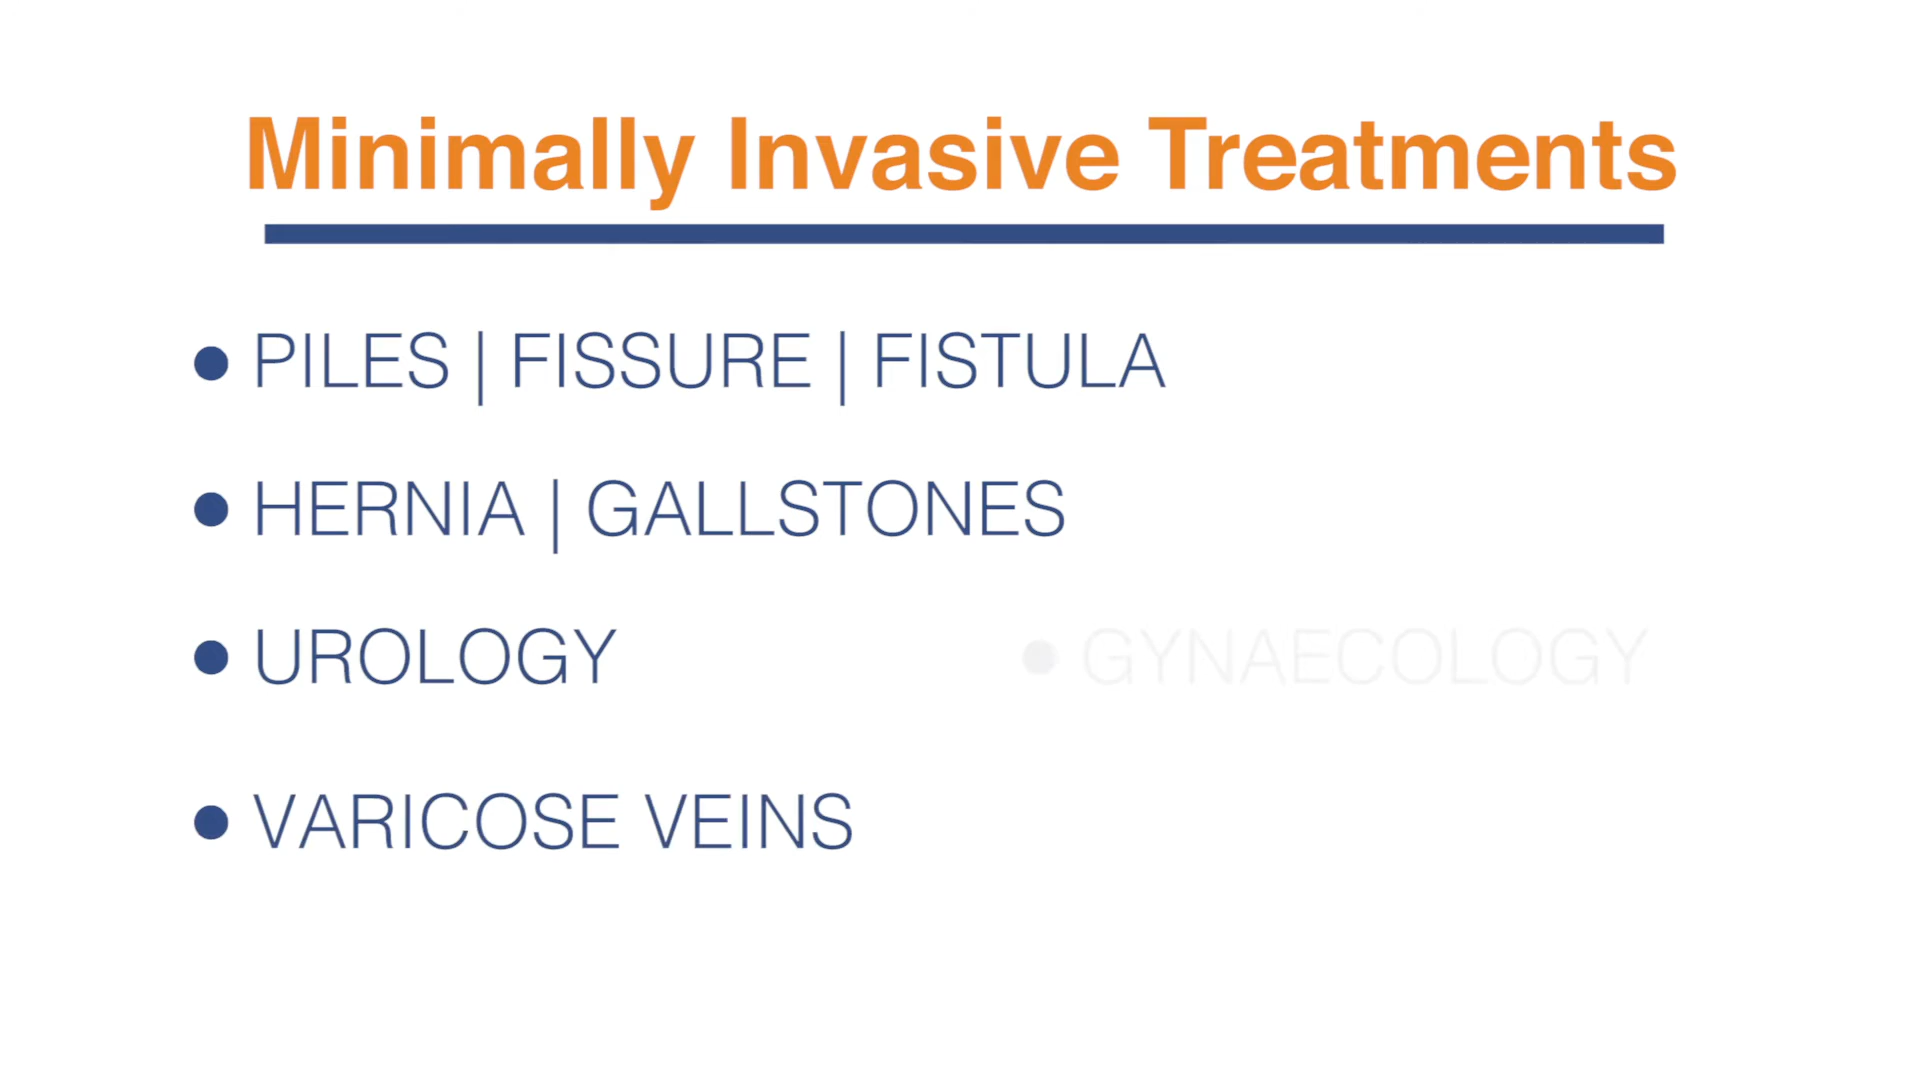 Minimally Invasive Treatments
● PILES | FISSURE | FISTULA
● HERNIA | GALLSTONES
● UROLOGY ● GYNAECOLOGY
● VARICOSE VEINS